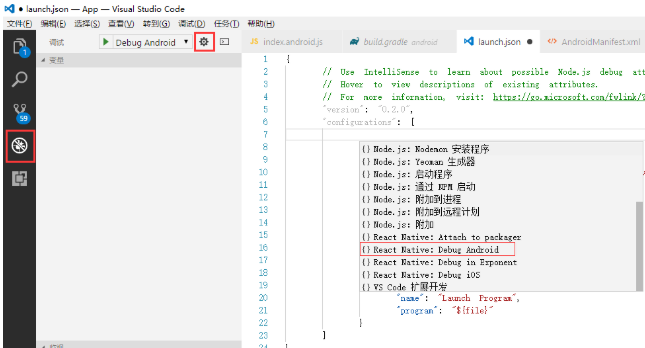 ● launch.json — App — Visual Studio Code
文件(F) 编辑(E) 选择(S) 查看(V) 转到(G) 调试(D) 任务(T) 帮助(H)
调试 Debug Android
index.android.js build.gradle android launch.json ● AndroidManifest.xml
1
59
变量
1 {
2 // Use IntelliSense to learn about possible Node.js debug att
3 // Hover to view descriptions of existing attributes.
4 // For more information, visit: https://go.microsoft.com/fwlink/?
5 "version": "0.2.0",
6 "configurations": [
7
8 {} Node.js: Nodemon 安装程序
9 {} Node.js: Yeoman 生成器
10 {} Node.js: 启动程序
11 {} Node.js: 通过 NPM 启动
12 {} Node.js: 附加到进程
13 {} Node.js: 附加到远程计划
14 {} Node.js: 附加
15 {} React Native: Attach to packager
16 {} React Native: Debug Android
17 {} React Native: Debug in Exponent
18 {} React Native: Debug iOS
19 {} VS Code 扩展开发
20 "name": "Launch Program",
21 "program": "${file}"
22 }
23 ]
24